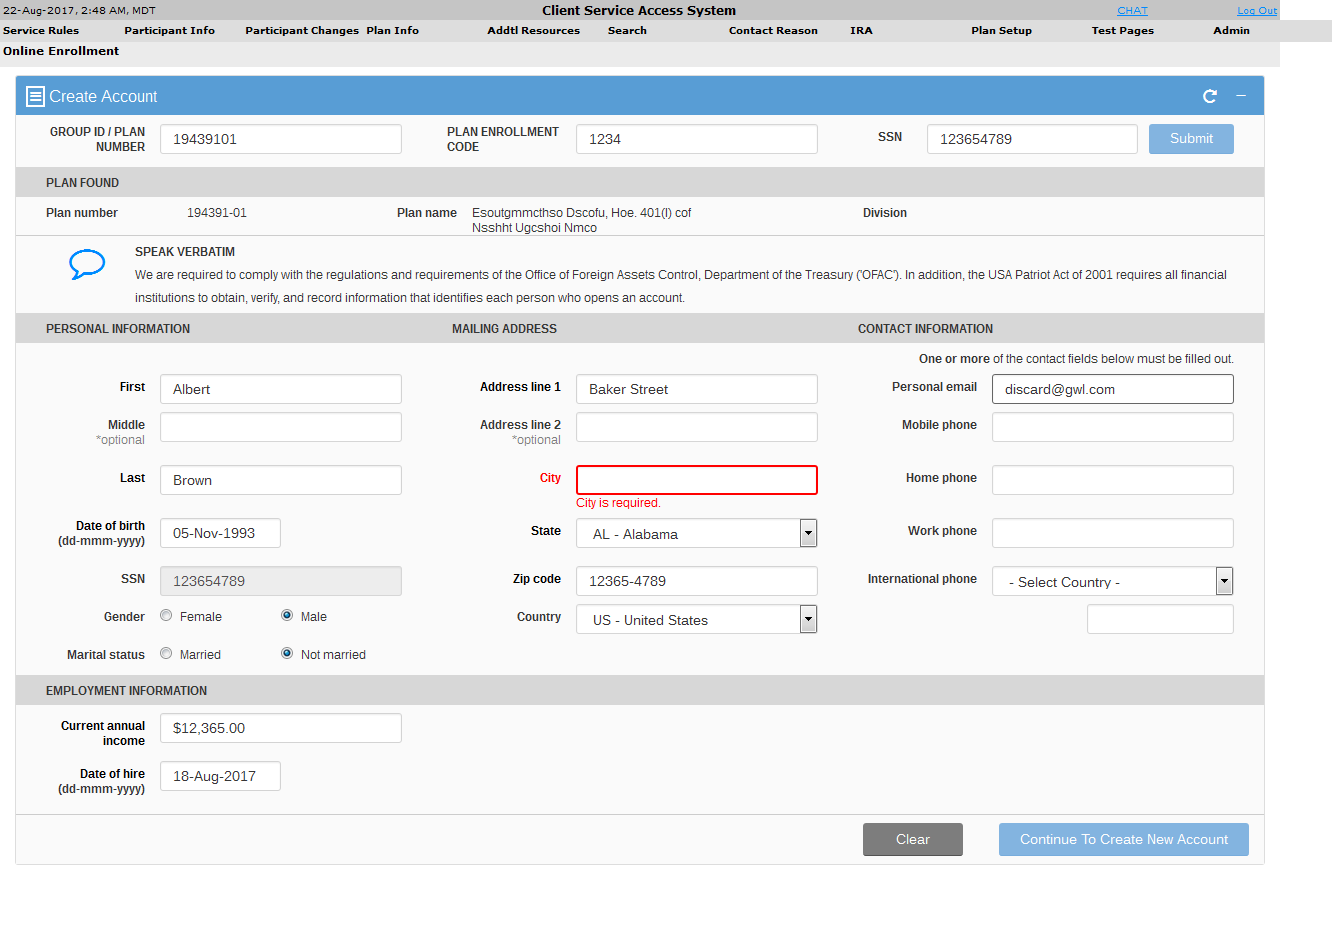 22-Aug-2017, 2:48 AM, MDT Client Service Access System CHAT Log Out
Service Rules Participant Info Participant Changes Plan Info Addtl Resources Search Contact Reason IRA Plan Setup Test Pages Admin
Online Enrollment
Create Account
GROUP ID / PLAN NUMBER 19439101 PLAN ENROLLMENT CODE 1234 SSN 123654789 Submit
PLAN FOUND
Plan number 194391-01 Plan name Esoutgmmcthso Dscofu, Hoe. 401(l) cof Division
Nsshht Ugcshoi Nmco
SPEAK VERBATIM
We are required to comply with the regulations and requirements of the Office of Foreign Assets Control, Department of the Treasury ('OFAC'). In addition, the USA Patriot Act of 2001 requires all financial
institutions to obtain, verify, and record information that identifies each person who opens an account.
PERSONAL INFORMATION MAILING ADDRESS CONTACT INFORMATION
One or more of the contact fields below must be filled out.
First Albert Address line 1 Baker Street Personal email discard@gwl.com
Middle Address line 2 Mobile phone
*optional *optional
Last Brown City Home phone
City is required.
Date of birth 05-Nov-1993 State AL - Alabama Work phone
(dd-mmm-yyyy)
SSN 123654789 Zip code 12365-4789 International phone - Select Country -
Gender Female Male Country US - United States
Marital status Married Not married
EMPLOYMENT INFORMATION
Current annual $12,365.00
income
Date of hire 18-Aug-2017
(dd-mmm-yyyy)
Clear Continue To Create New Account